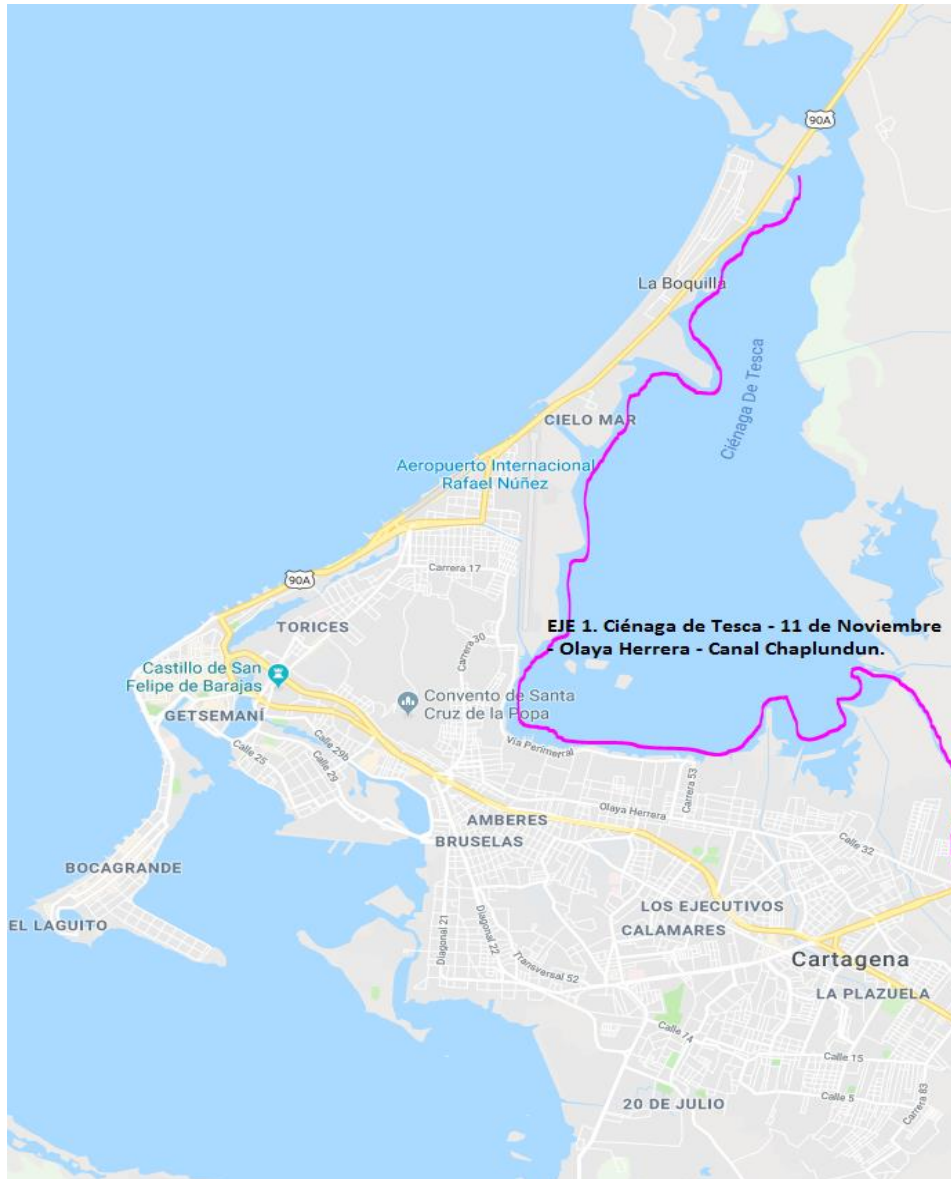 90A
La Boquilla
Ciénaga De Tesca
CIELO MAR
Aeropuerto Internacional
Rafael Núñez
Carrera 17
90A
TORICES
Carrera 30
EJE 1. Ciénaga de Tesca - 11 de Noviembre
- Olaya Herrera - Canal Chaplundun.
Castillo de San
Felipe de Barajas
Convento de Santa
Cruz de la Popa
GETSEMANÍ
Calle 25
Calle 29b
Calle 29
Vía Perimerral
Carrera 53
Olaya Herrera
AMBERES
BRUSELAS
Calle 32
BOCAGRANDE
EL LAGUITO
LOS EJECUTIVOS
CALAMARES
Diagonal 21
Diagonal 22
Transversal 52
Cartagena
LA PLAZUELA
Calle 7A
Calle 15
Calle 5
Carrera 83
20 DE JULIO